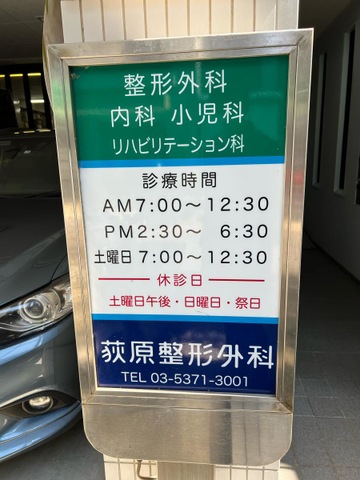 整形外科
内科 小児科
リハビリテーション科
診療時間
AM7:00～12:30
PM2:30～ 6:30
土曜日 7:00～12:30
休診日
土曜日午後・日曜日・祭日
荻原整形外科
TEL 03-5371-3001